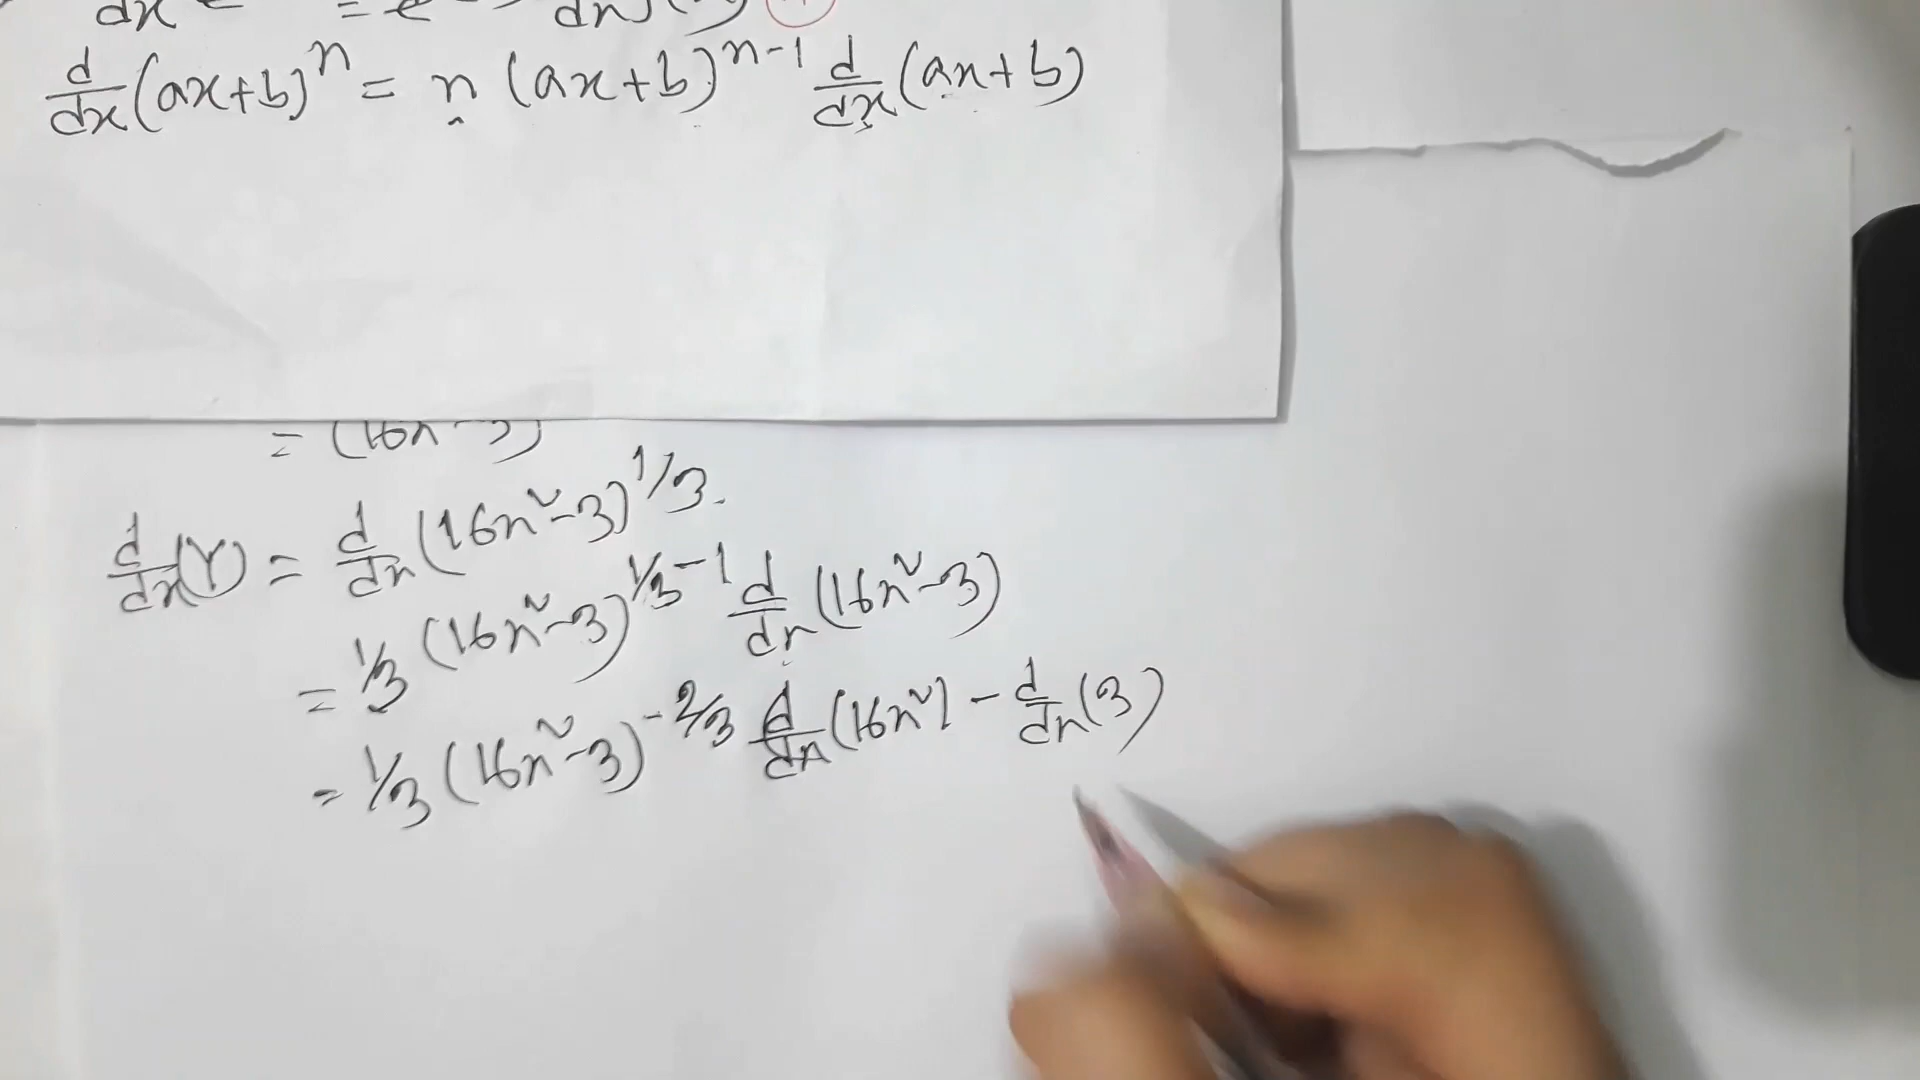 d/dx (ax+b)^n = n (ax+b)^{n-1} d/dx (ax+b)
d/dx (Y) = d/dx (16x²-3)^{1/3}.
= 1/3 (16x²-3)^{1/3-1} d/dx (16x²-3)
= 1/3 (16x²-3)^{-2/3} d/dx (16x²) - d/dx (3)